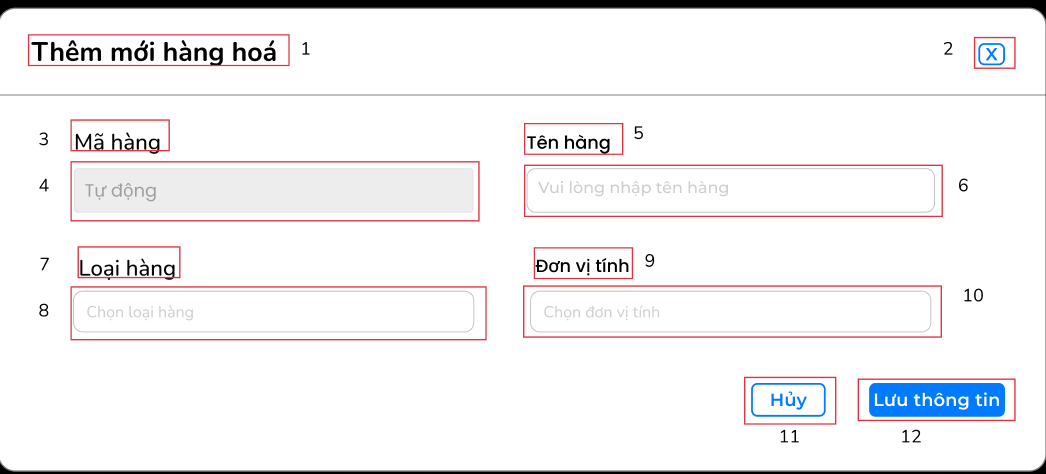 Thêm mới hàng hoá 1 2 X
3 Mã hàng Tên hàng 5
4 Tự động Vui lòng nhập tên hàng 6
7 Loại hàng Đơn vị tính 9
8 Chọn loại hàng Chọn đơn vị tính 10
Hủy Lưu thông tin
11 12